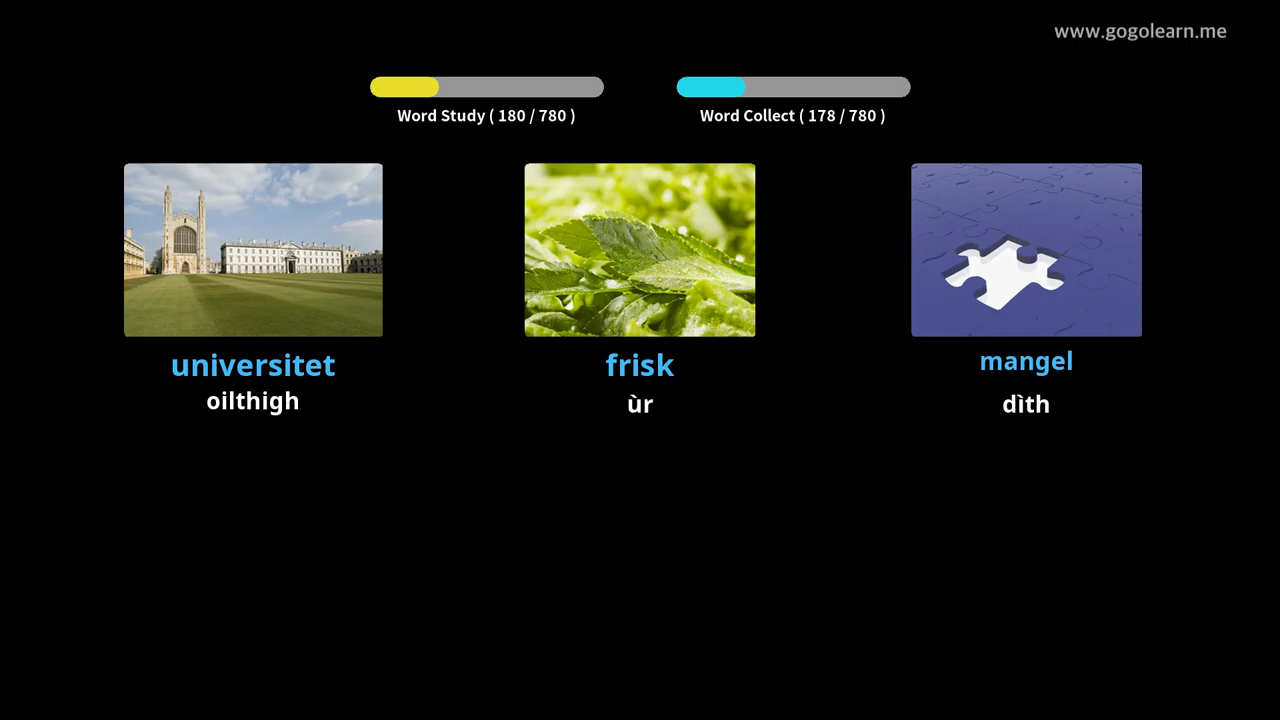 www.gogolearn.me
Word Study ( 180 / 780 )
Word Collect ( 178 / 780 )
universitet
oilthigh
frisk
ùr
mangel
dìth